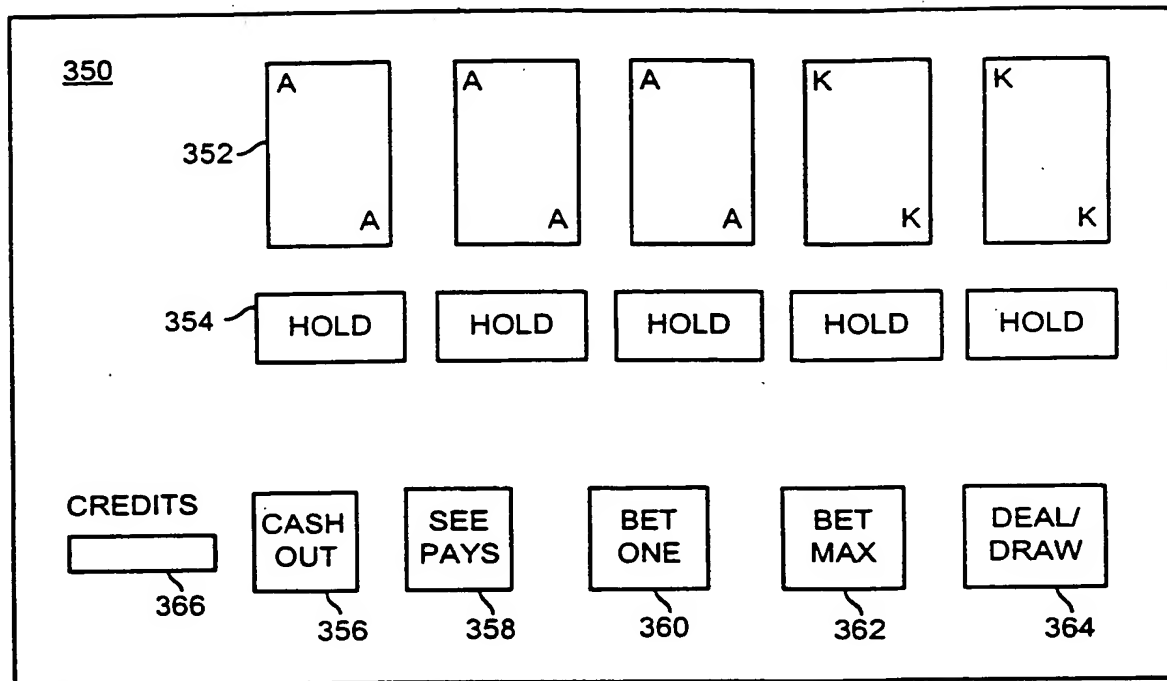 350
A A A K K
352
A A A K K
354 HOLD HOLD HOLD HOLD HOLD
CREDITS
366
CASH
OUT
356
SEE
PAYS
358
BET
ONE
360
BET
MAX
362
DEAL/
DRAW
364